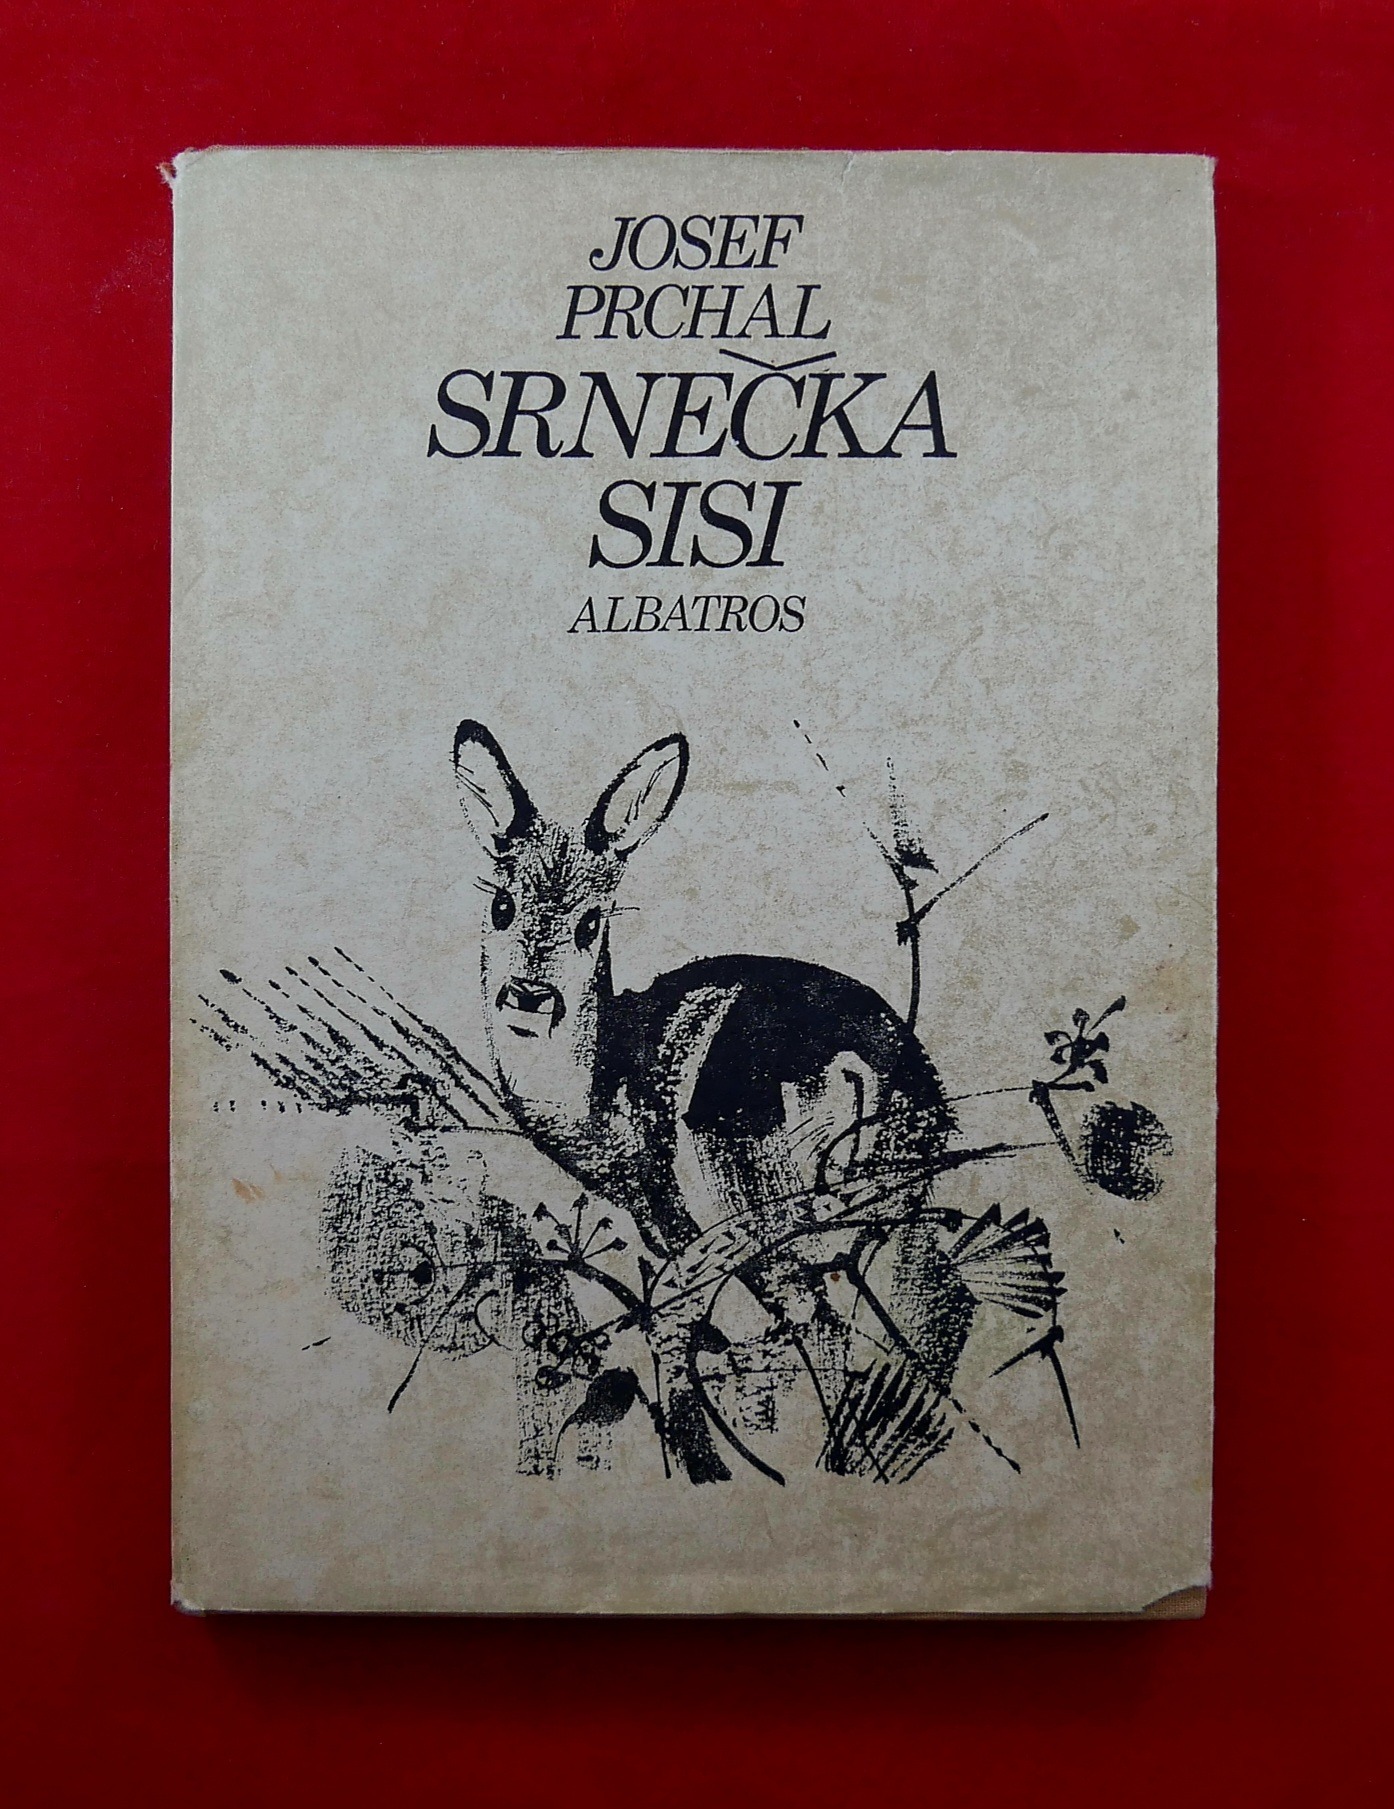 JOSEF
PRCHAL
SRNEČKA
SISI
ALBATROS